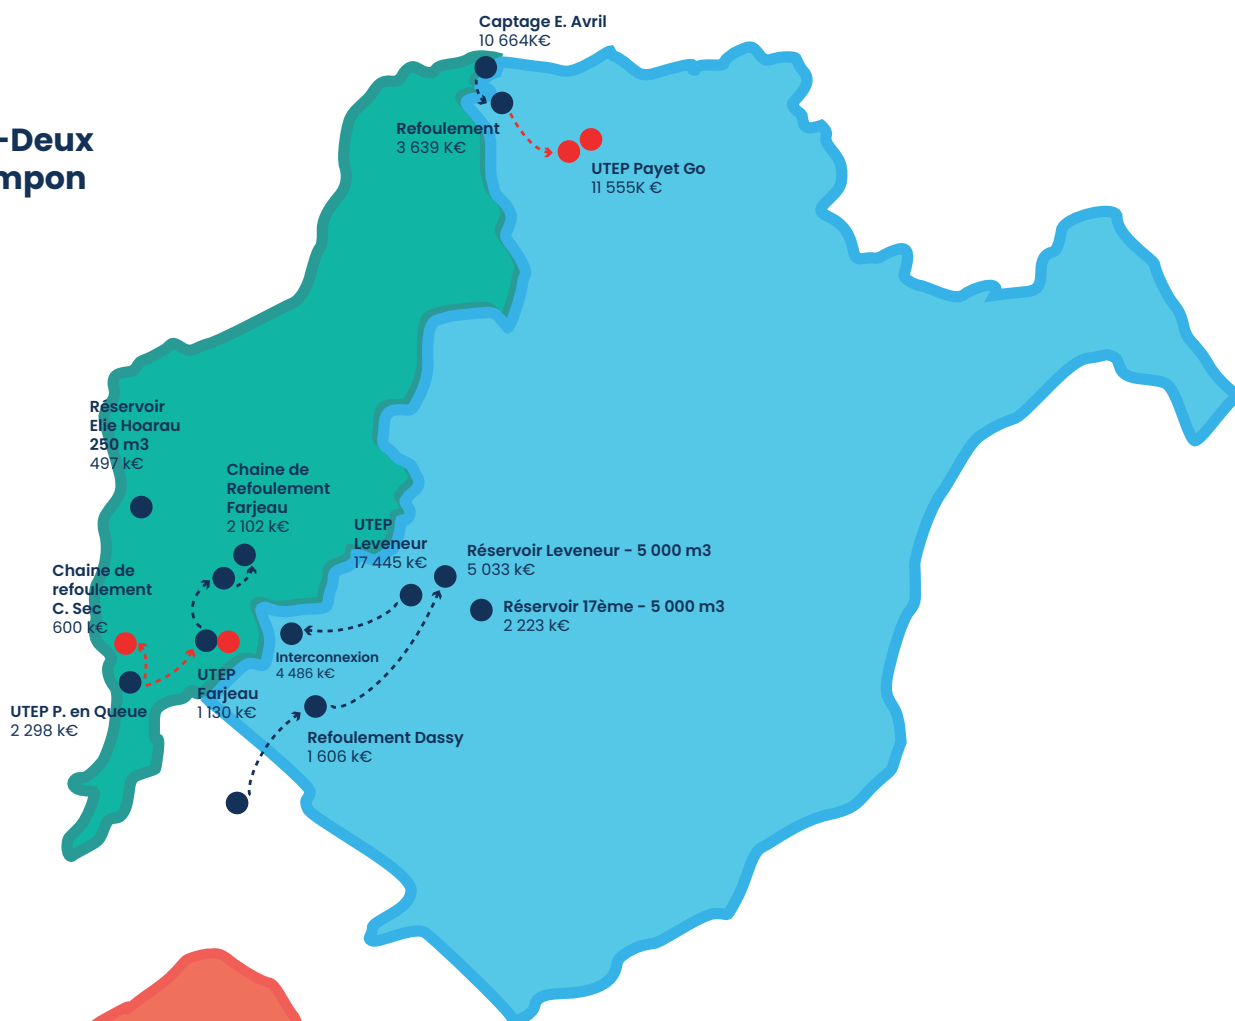 Captage E. Avril
10 664K€
-Deux
mpon
Refoulement
3 639 K€
UTEP Payet Go
11 555K €
Réservoir
Elie Hoarau
250 m3
497 k€
Chaine de
Refoulement
Farjeau
2 102 k€
UTEP
Leveneur
17 445 k€
Réservoir Leveneur - 5 000 m3
5 033 k€
Chaine de
refoulement
C. Sec
600 k€
Réservoir 17ème - 5 000 m3
2 223 k€
Interconnexion
4 486 k€
UTEP
Farjeau
1 130 k€
UTEP P. en Queue
2 298 k€
Refoulement Dassy
1 606 k€